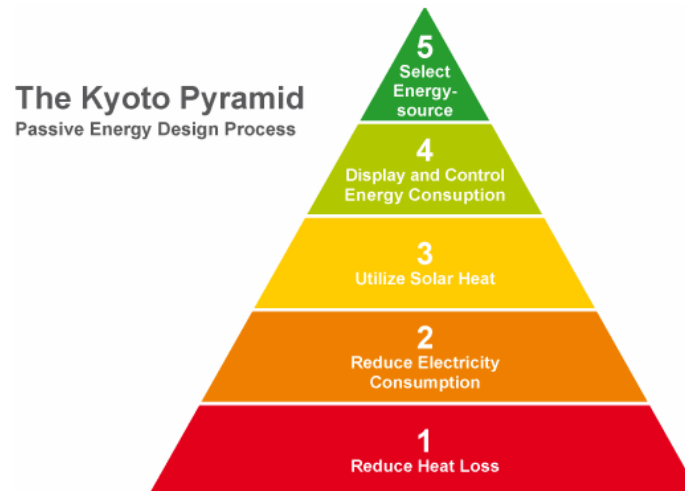 The Kyoto Pyramid
Passive Energy Design Process
5
Select
Energy-
source
4
Display and Control
Energy Consuption
3
Utilize Solar Heat
2
Reduce Electricity
Consumption
1
Reduce Heat Loss